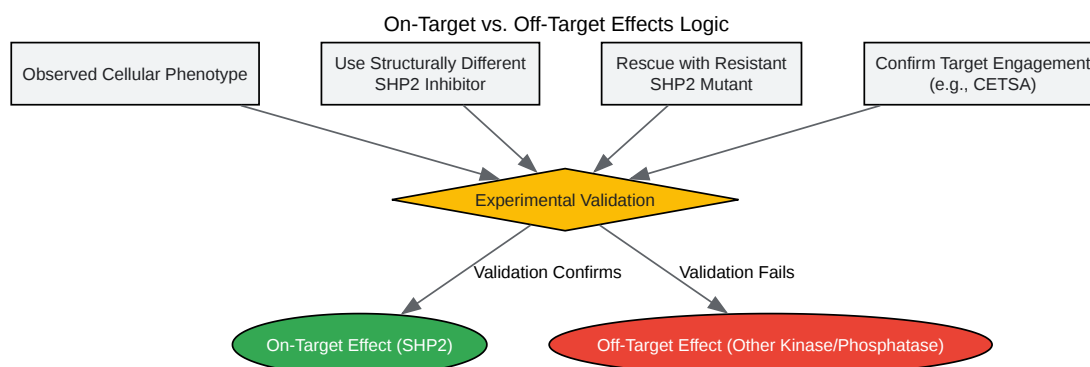 On-Target vs. Off-Target Effects Logic
Observed Cellular Phenotype
Use Structurally Different
SHP2 Inhibitor
Rescue with Resistant
SHP2 Mutant
Confirm Target Engagement
(e.g., CETSA)
Experimental Validation
Validation Confirms
Validation Fails
On-Target Effect (SHP2)
Off-Target Effect (Other Kinase/Phosphatase)